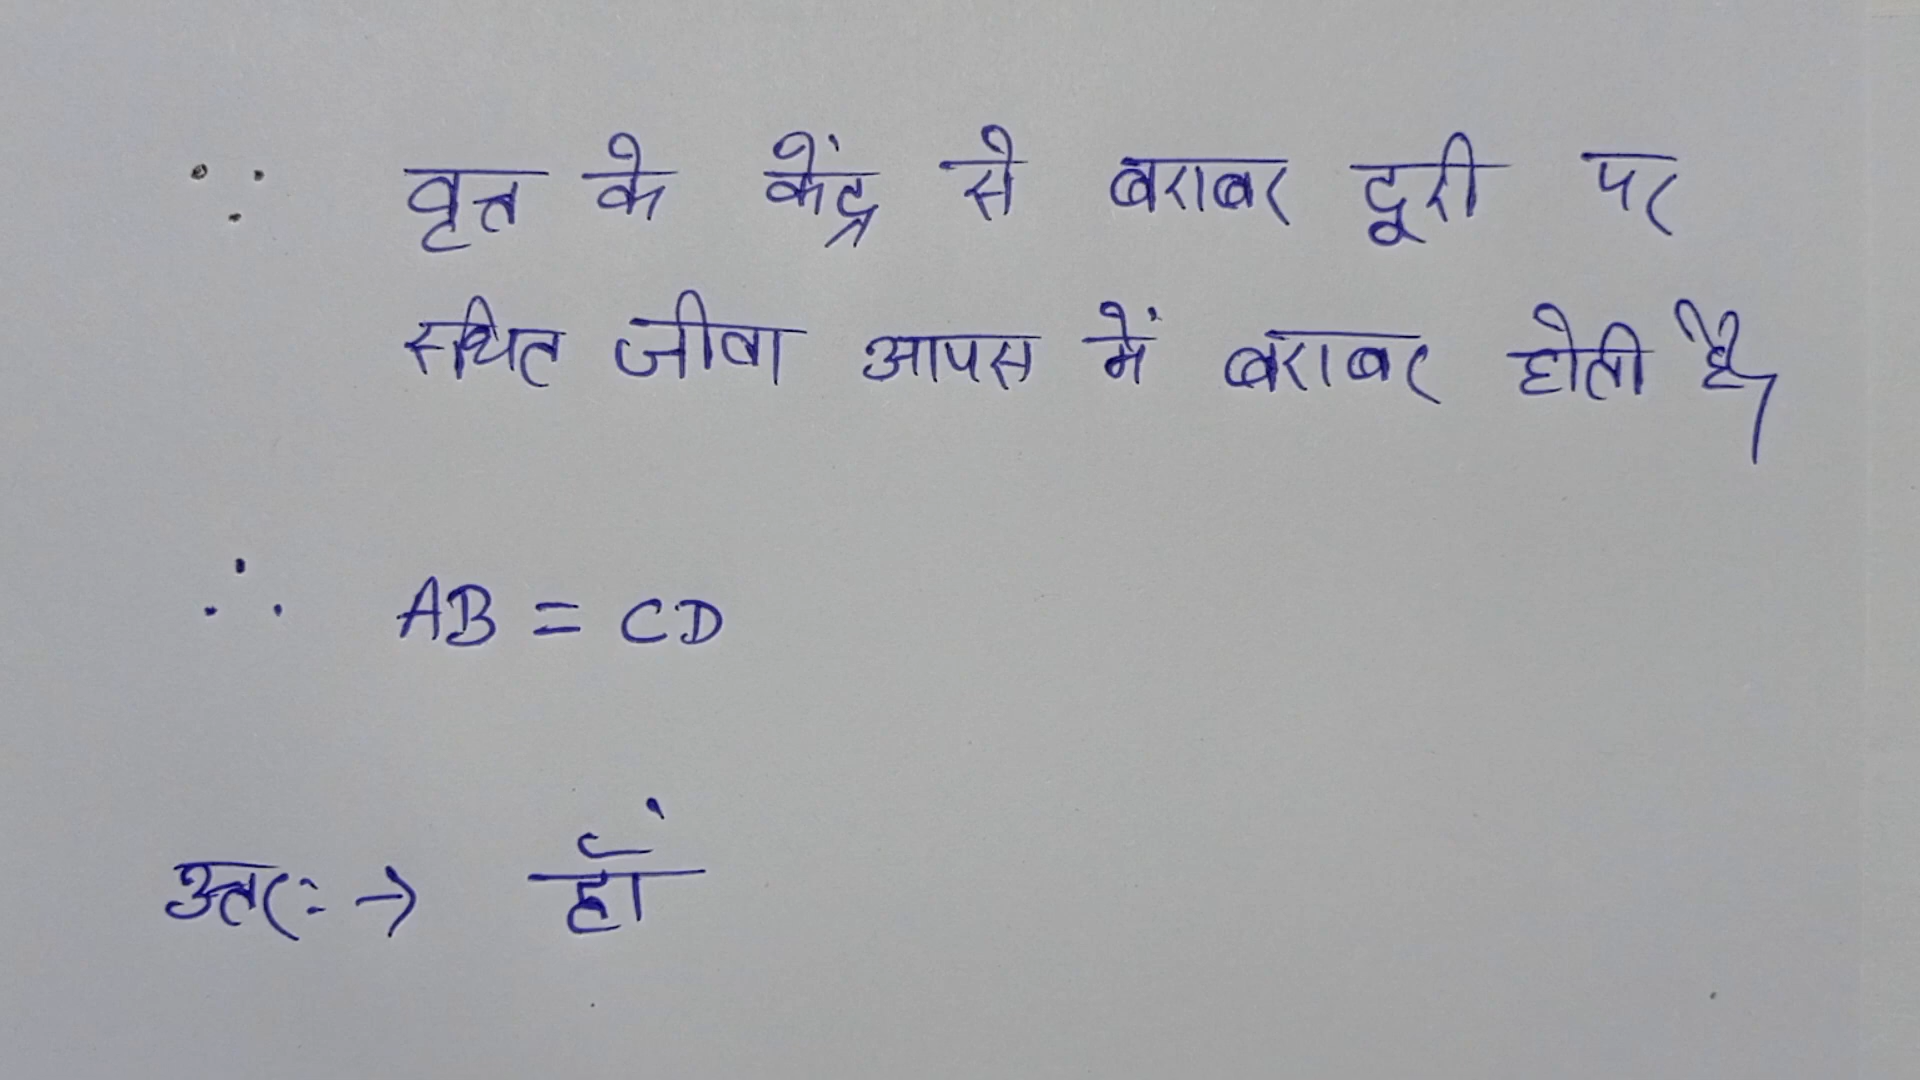 ∵ वृत्त के केंद्र से बराबर दूरी पर
स्थित जीवा आपस में बराबर होती है,
∴ AB = CD
उत्तर:→ हाँ